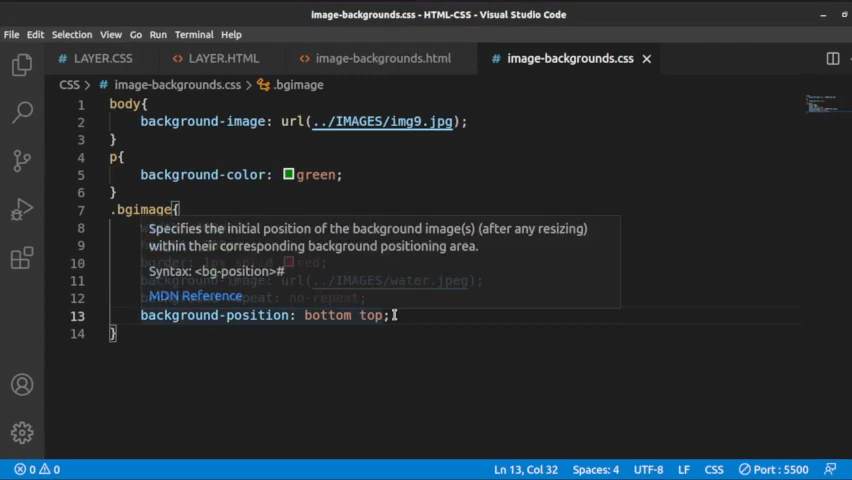 image-backgrounds.css - HTML-CSS - Visual Studio Code
File Edit Selection View Go Run Terminal Help
# LAYER.CSS <> LAYER.HTML <> image-backgrounds.html # image-backgrounds.css
CSS > # image-backgrounds.css > .bgimage
1 body{
2 background-image: url(../IMAGES/img9.jpg);
3 }
4 p{
5 background-color: green;
6 }
7 .bgimage{
8
Specifies the initial position of the background image(s) (after any resizing)
9
within their corresponding background positioning area.
10 border: 1px solid red;
Syntax: <bg-position>#
11 background-image: url(../IMAGES/water.jpeg);
12 background-repeat: no-repeat;
MDN Reference
13 background-position: bottom top;
14 }
0 0 Ln 13, Col 32 Spaces: 4 UTF-8 LF CSS Port : 5500